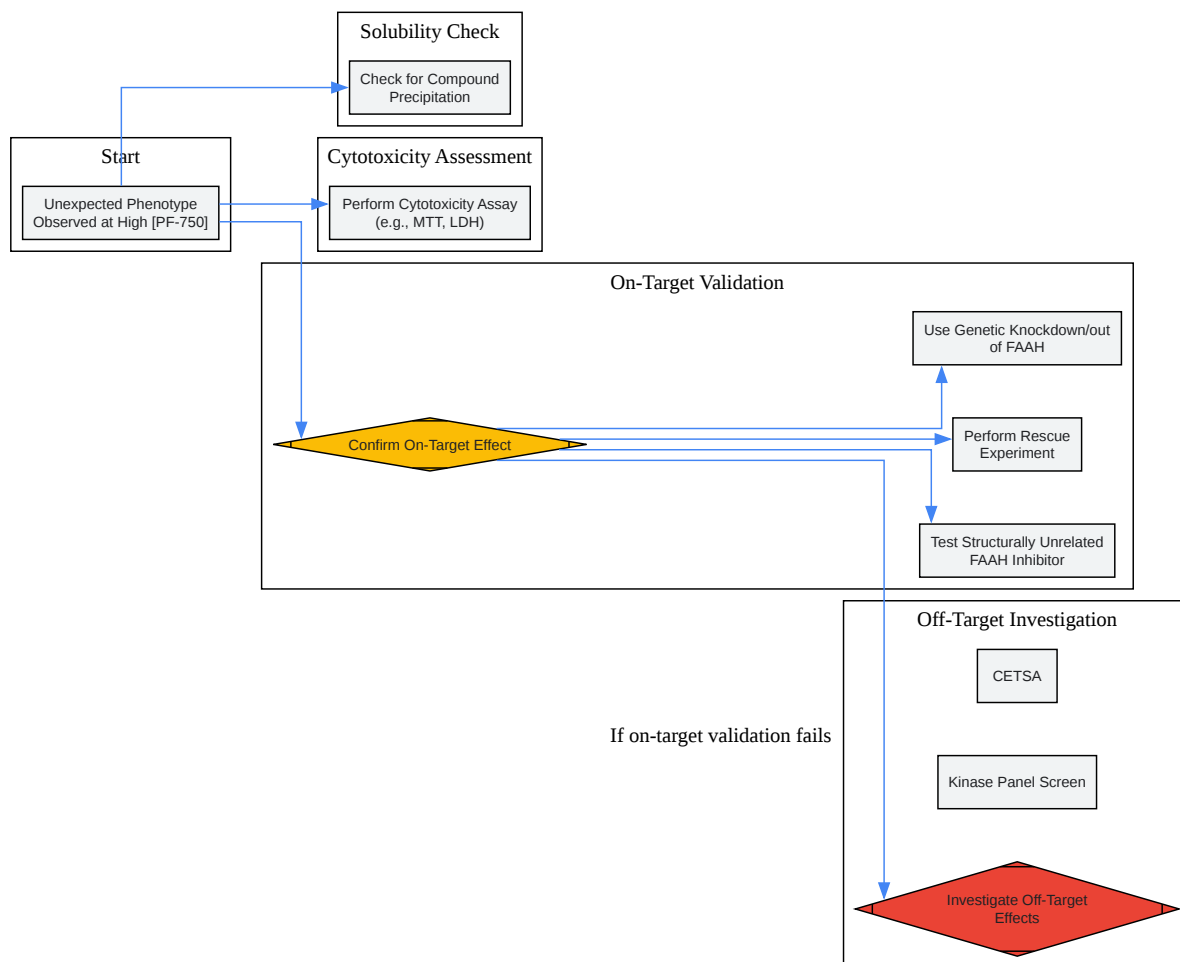 Solubility Check
Check for Compound
Precipitation
Start
Unexpected Phenotype
Observed at High [PF-750]
Cytotoxicity Assessment
Perform Cytotoxicity Assay
(e.g., MTT, LDH)
On-Target Validation
Use Genetic Knockdown/out
of FAAH
Confirm On-Target Effect
Perform Rescue
Experiment
Test Structurally Unrelated
FAAH Inhibitor
Off-Target Investigation
CETSA
If on-target validation fails
Kinase Panel Screen
Investigate Off-Target
Effects